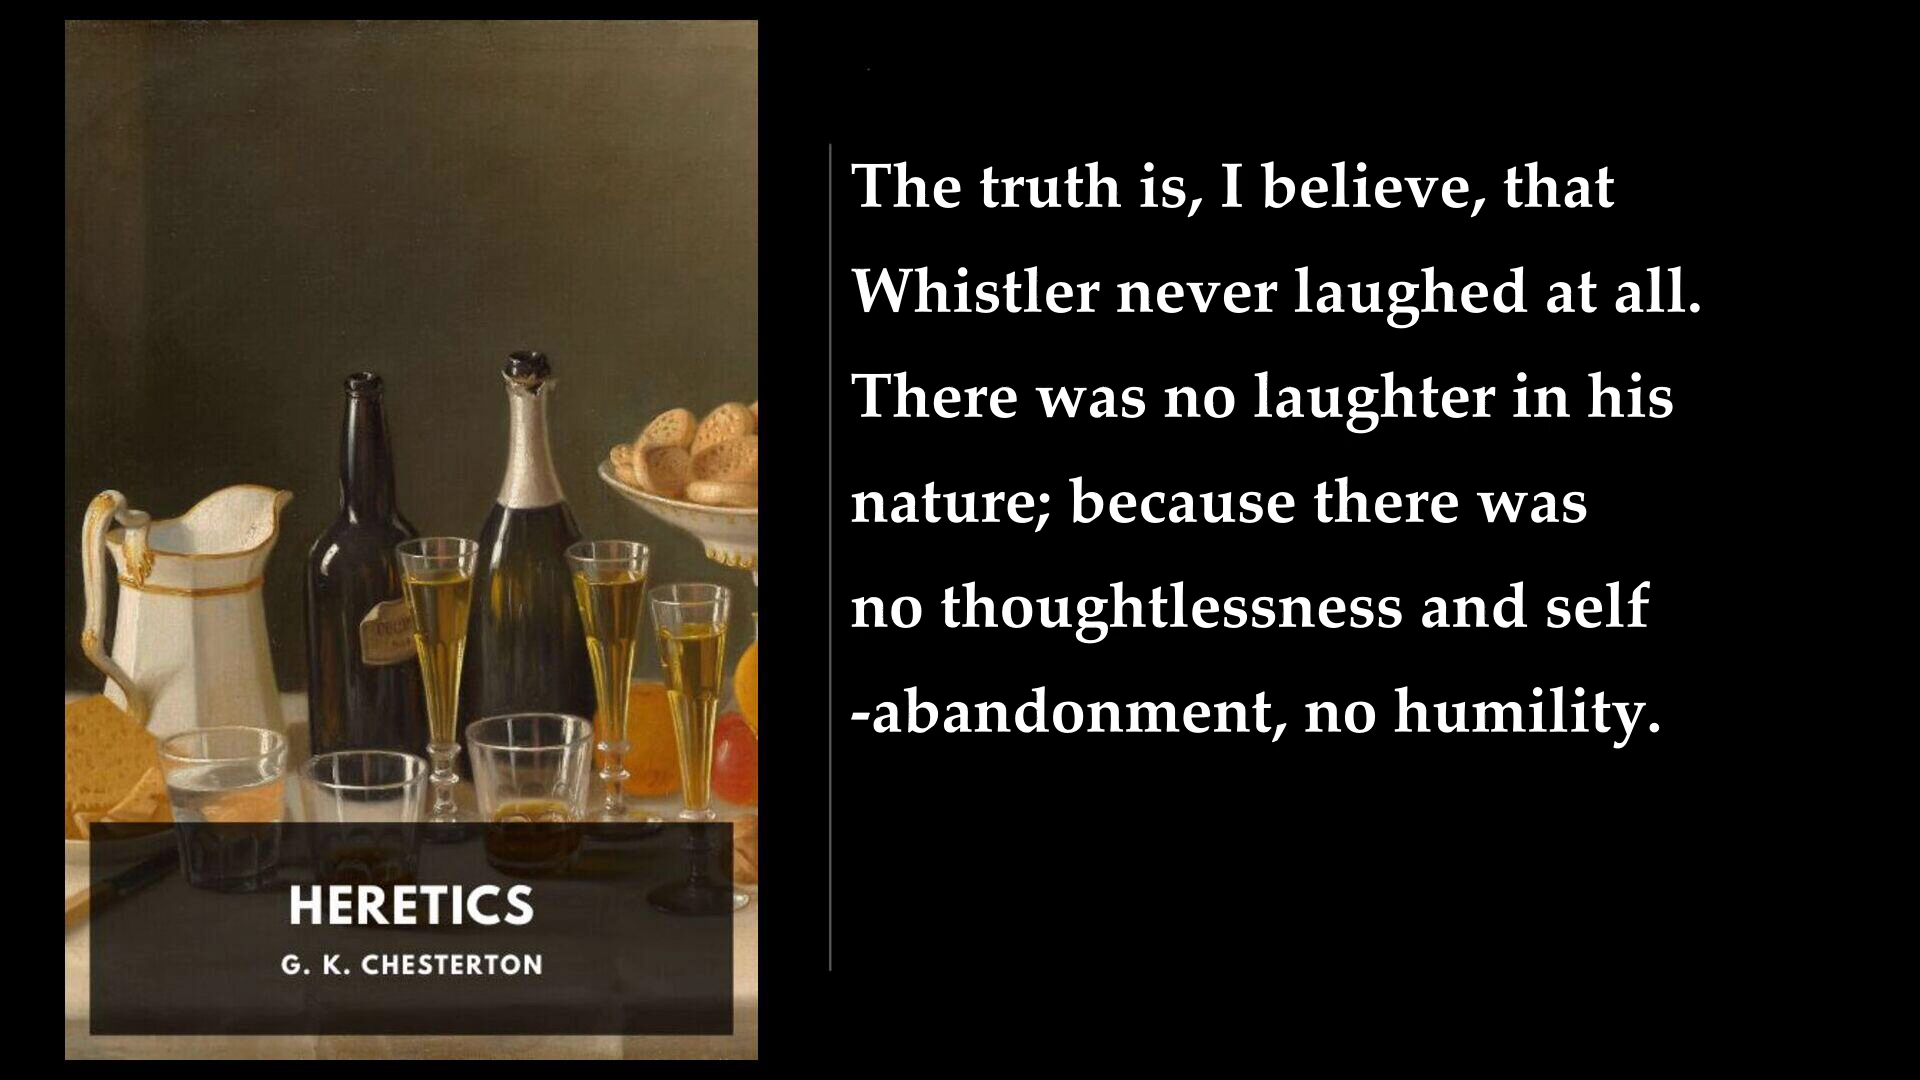 The truth is, I believe, that
Whistler never laughed at all.
There was no laughter in his
nature; because there was
no thoughtlessness and self
-abandonment, no humility.
HERETICS
G. K. CHESTERTON